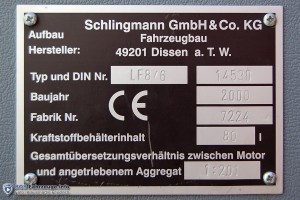 Schlingmann GmbH & Co. KG
Aufbau Fahrzeugbau
Hersteller: 49201 Dissen a. T. W.
Typ und DIN Nr. LF8/6 14530
Baujahr 2000
CE
Fabrik Nr. 7224
Kraftstoffbehälterinhalt 80 l
Gesamtübersetzungsverhältnis zwischen Motor
und angetriebenem Aggregat